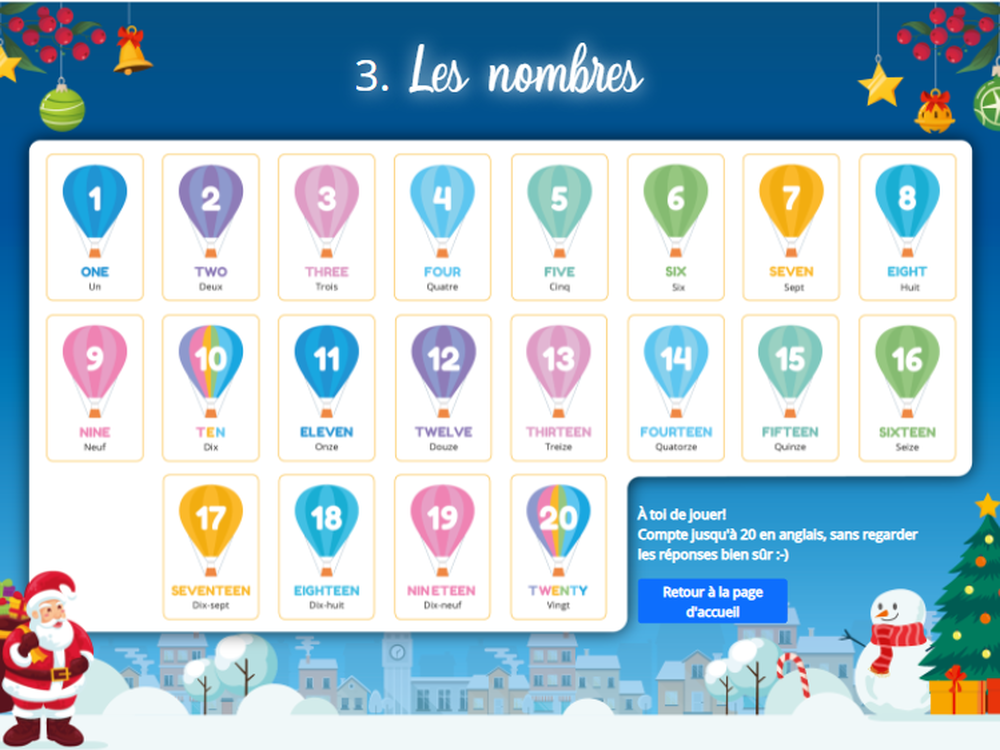 3. Les nombres
1 2 3 4 5 6 7 8
ONE TWO THREE FOUR FIVE SIX SEVEN EIGHT
Un Deux Trois Quatre Cinq Six Sept Huit
9 10 11 12 13 14 15 16
NINE TEN ELEVEN TWELVE THIRTEEN FOURTEEN FIFTEEN SIXTEEN
Neuf Dix Onze Douze Treize Quatorze Quinze Seize
17 18 19 20
SEVENTEEN EIGHTEEN NINETEEN TWENTY
Dix-sept Dix-huit Dix-neuf Vingt
À toi de jouer!
Compte jusqu'à 20 en anglais, sans regarder
les réponses bien sûr :-)
Retour à la page
d'accueil